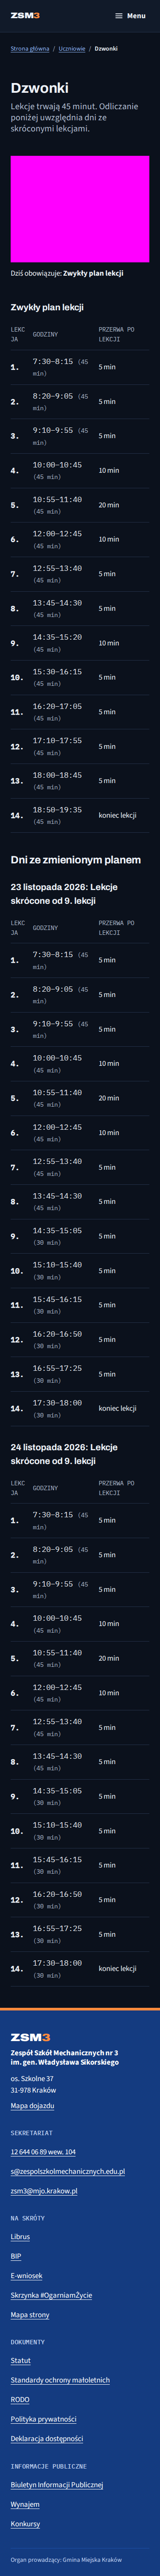 ZSM3
Menu
Strona główna / Uczniowie / Dzwonki
Dzwonki
Lekcje trwają 45 minut. Odliczanie
poniżej uwzględnia dni ze
skróconymi lekcjami.
Dziś obowiązuje: Zwykły plan lekcji
Zwykły plan lekcji
LEKC
JA
GODZINY
PRZERWA PO
LEKCJI
1. 7:30–8:15 (45
min) 5 min
2. 8:20–9:05 (45
min) 5 min
3. 9:10–9:55 (45
min) 5 min
4. 10:00–10:45
(45 min) 10 min
5. 10:55–11:40
(45 min) 20 min
6. 12:00–12:45
(45 min) 10 min
7. 12:55–13:40
(45 min) 5 min
8. 13:45–14:30
(45 min) 5 min
9. 14:35–15:20
(45 min) 10 min
10. 15:30–16:15
(45 min) 5 min
11. 16:20–17:05
(45 min) 5 min
12. 17:10–17:55
(45 min) 5 min
13. 18:00–18:45
(45 min) 5 min
14. 18:50–19:35
(45 min) koniec lekcji
Dni ze zmienionym planem
23 listopada 2026: Lekcje
skrócone od 9. lekcji
LEKC
JA
GODZINY
PRZERWA PO
LEKCJI
1. 7:30–8:15 (45
min) 5 min
2. 8:20–9:05 (45
min) 5 min
3. 9:10–9:55 (45
min) 5 min
4. 10:00–10:45
(45 min) 10 min
5. 10:55–11:40
(45 min) 20 min
6. 12:00–12:45
(45 min) 10 min
7. 12:55–13:40
(45 min) 5 min
8. 13:45–14:30
(45 min) 5 min
9. 14:35–15:05
(30 min) 5 min
10. 15:10–15:40
(30 min) 5 min
11. 15:45–16:15
(30 min) 5 min
12. 16:20–16:50
(30 min) 5 min
13. 16:55–17:25
(30 min) 5 min
14. 17:30–18:00
(30 min) koniec lekcji
24 listopada 2026: Lekcje
skrócone od 9. lekcji
LEKC
JA
GODZINY
PRZERWA PO
LEKCJI
1. 7:30–8:15 (45
min) 5 min
2. 8:20–9:05 (45
min) 5 min
3. 9:10–9:55 (45
min) 5 min
4. 10:00–10:45
(45 min) 10 min
5. 10:55–11:40
(45 min) 20 min
6. 12:00–12:45
(45 min) 10 min
7. 12:55–13:40
(45 min) 5 min
8. 13:45–14:30
(45 min) 5 min
9. 14:35–15:05
(30 min) 5 min
10. 15:10–15:40
(30 min) 5 min
11. 15:45–16:15
(30 min) 5 min
12. 16:20–16:50
(30 min) 5 min
13. 16:55–17:25
(30 min) 5 min
14. 17:30–18:00
(30 min) koniec lekcji
ZSM3
Zespół Szkół Mechanicznych nr 3
im. gen. Władysława Sikorskiego
os. Szkolne 37
31-978 Kraków
Mapa dojazdu
SEKRETARIAT
12 644 06 89 wew. 104
s@zespolszkolmechanicznych.edu.pl
zsm3@mjo.krakow.pl
NA SKRÓTY
Librus
BIP
E-wniosek
Skrzynka #OgarniamŻycie
Mapa strony
DOKUMENTY
Statut
Standardy ochrony małoletnich
RODO
Polityka prywatności
Deklaracja dostępności
INFORMACJE PUBLICZNE
Biuletyn Informacji Publicznej
Wynajem
Konkursy
Organ prowadzący: Gmina Miejska Kraków